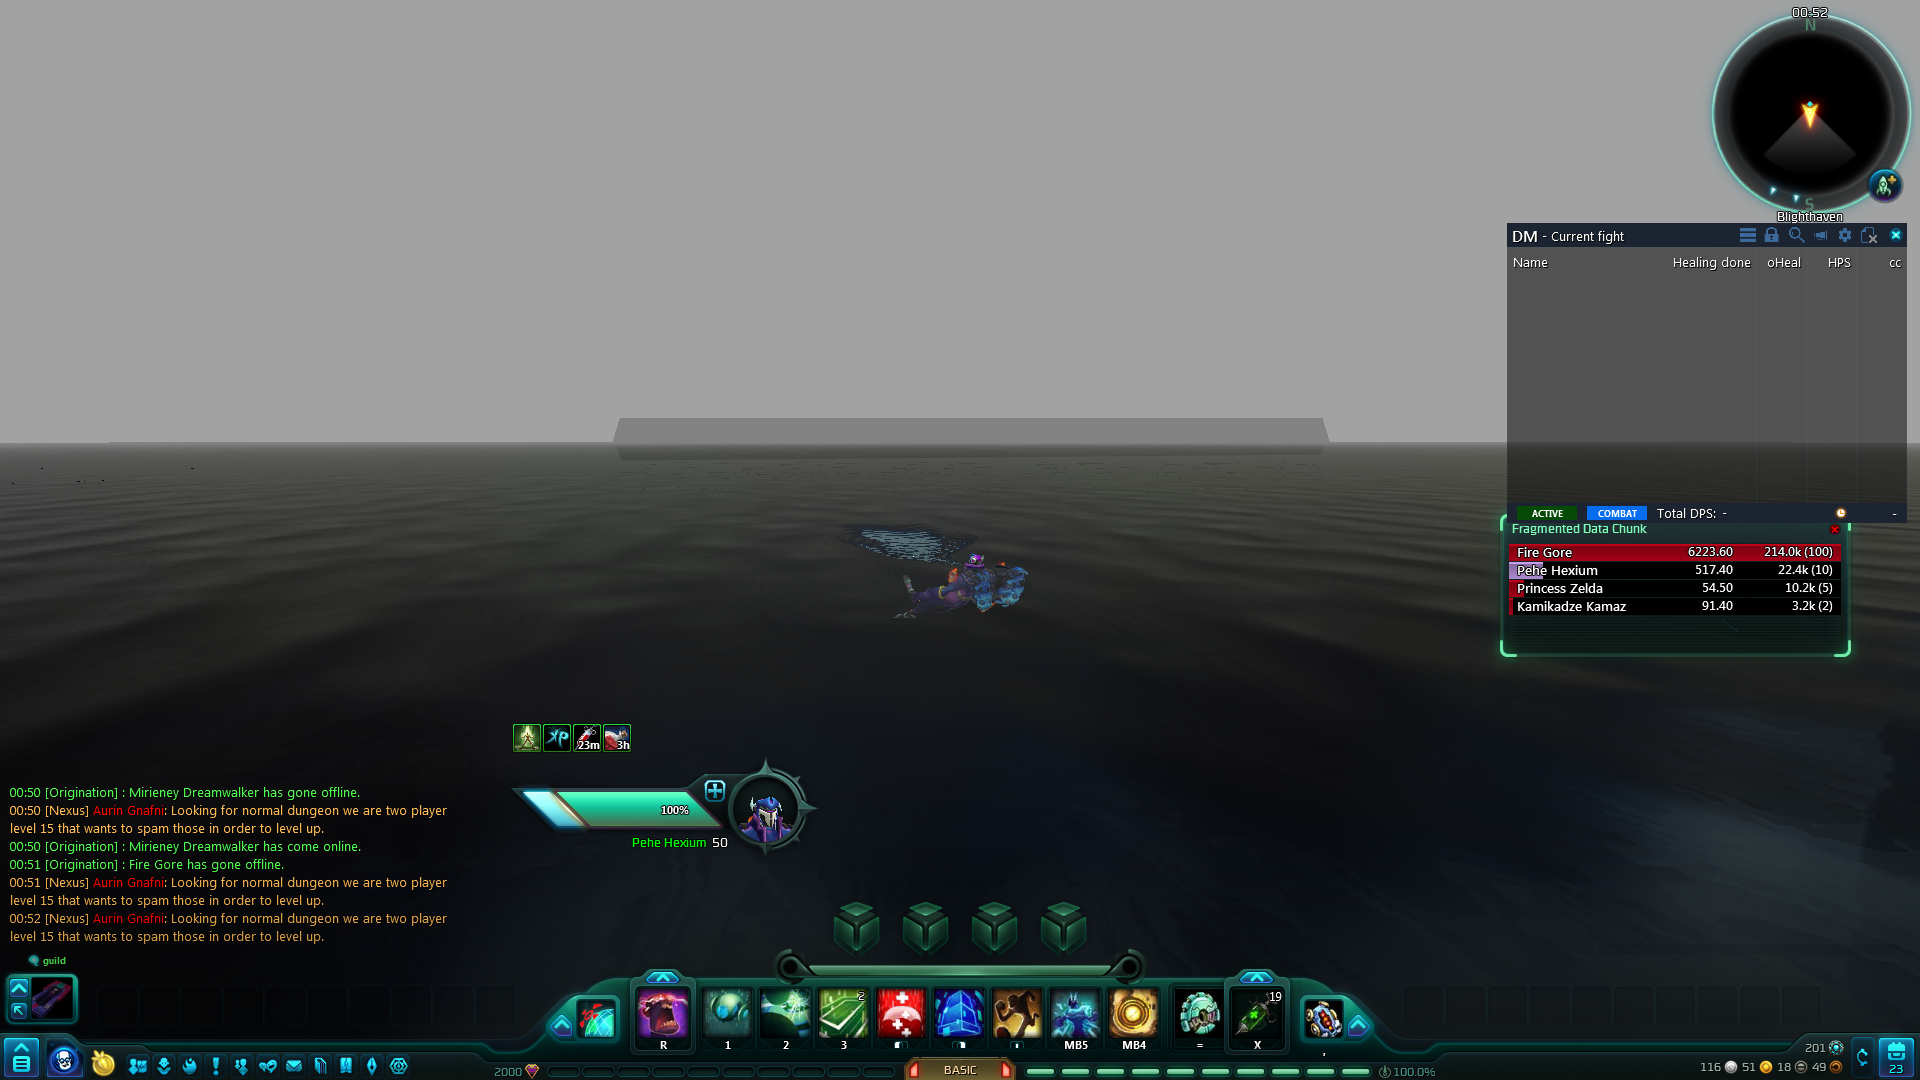 00:52
N
S
Blighthaven
DM - Current fight
Name Healing done oHeal HPS cc
ACTIVE COMBAT Total DPS: - -
Fragmented Data Chunk
Fire Gore 6223.60 214.0k (100)
Pehe Hexium 517.40 22.4k (10)
Princess Zelda 54.50 10.2k (5)
Kamikadze Kamaz 91.40 3.2k (2)
XP 23m 3h
100%
Pehe Hexium 50
00:50 [Origination] : Mirieney Dreamwalker has gone offline.
00:50 [Nexus] Aurin Gnafni: Looking for normal dungeon we are two player
level 15 that wants to spam those in order to level up.
00:50 [Origination] : Mirieney Dreamwalker has come online.
00:51 [Origination] : Fire Gore has gone offline.
00:51 [Nexus] Aurin Gnafni: Looking for normal dungeon we are two player
level 15 that wants to spam those in order to level up.
00:52 [Nexus] Aurin Gnafni: Looking for normal dungeon we are two player
level 15 that wants to spam those in order to level up.
guild
2 19
R 1 2 3 MB5 MB4 = X
,
2000 BASIC 100.0%
201
116 51 18 49
23